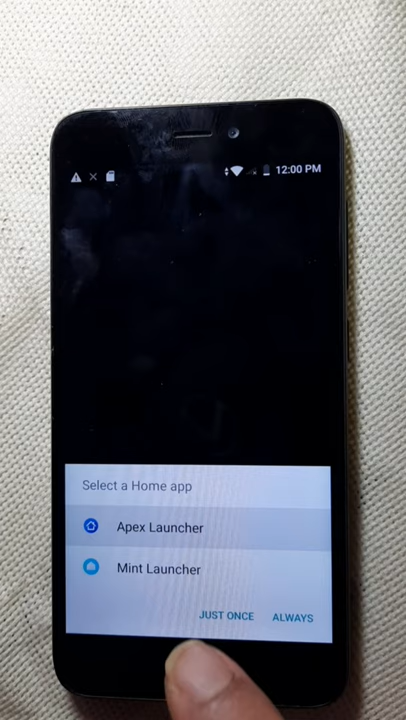 12:00 PM
Select a Home app
Apex Launcher
Mint Launcher
JUST ONCE ALWAYS